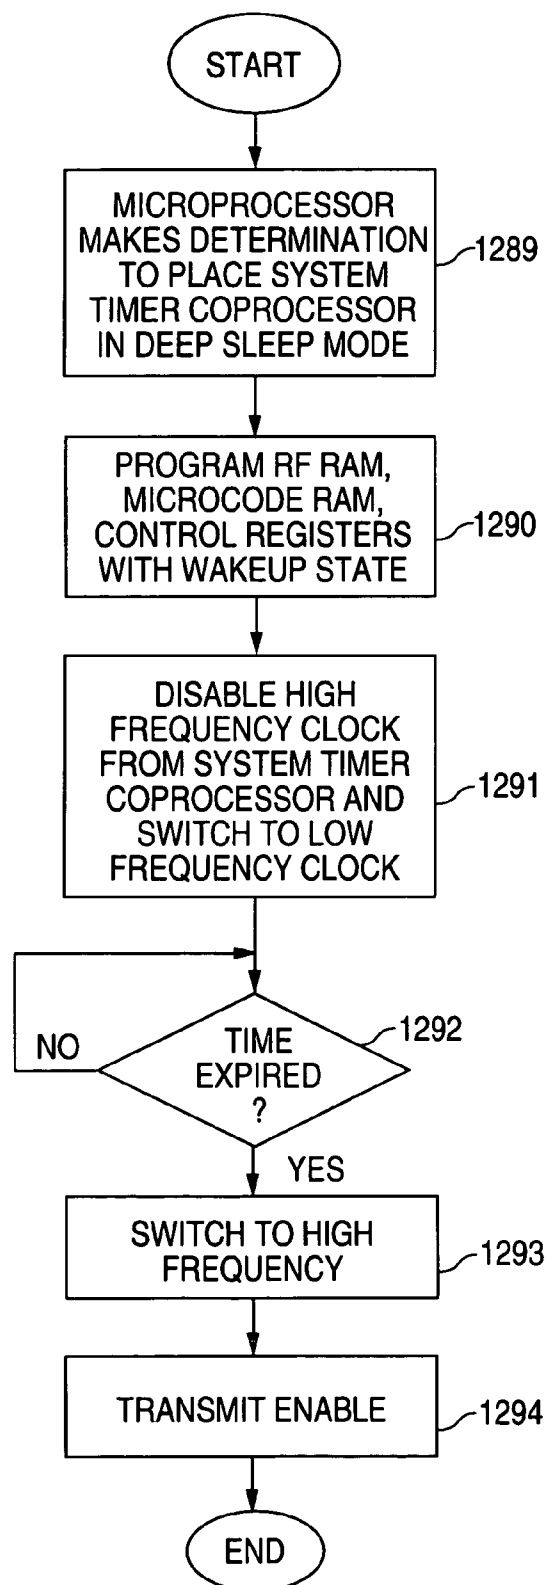 START
MICROPROCESSOR
MAKES DETERMINATION
TO PLACE SYSTEM
TIMER COPROCESSOR
IN DEEP SLEEP MODE
1289
PROGRAM RF RAM,
MICROCODE RAM,
CONTROL REGISTERS
WITH WAKEUP STATE
1290
DISABLE HIGH
FREQUENCY CLOCK
FROM SYSTEM TIMER
COPROCESSOR AND
SWITCH TO LOW
FREQUENCY CLOCK
1291
TIME
EXPIRED
?
1292
NO
YES
SWITCH TO HIGH
FREQUENCY
1293
TRANSMIT ENABLE
1294
END